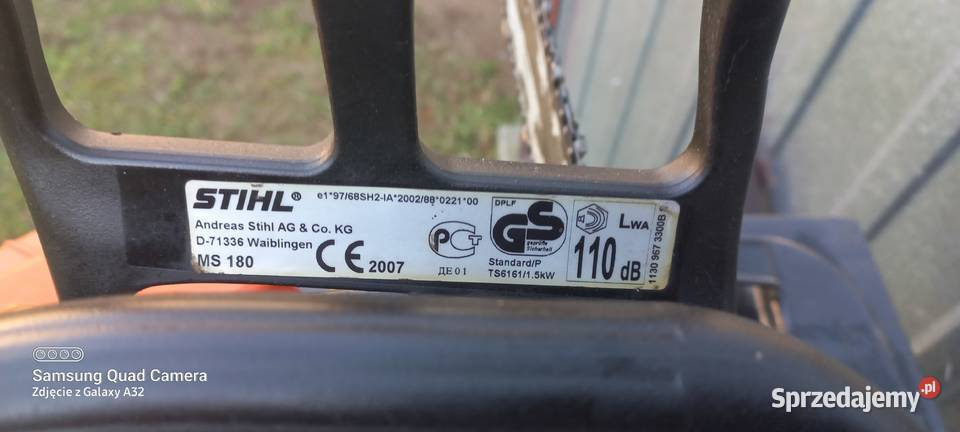 STIHL® e1*97/68SH2-IA*2002/88*0221*00
Andreas Stihl AG & Co. KG
D-71336 Waiblingen
MS 180 CE 2007
PCT
ДЕ01
DPLF
GS
geprüfte
Sicherheit
Standard/P
TS6161/1.5kW
LWA
110 dB
1130 967 3300B
Samsung Quad Camera
Zdjęcie z Galaxy A32
Sprzedajemy.pl